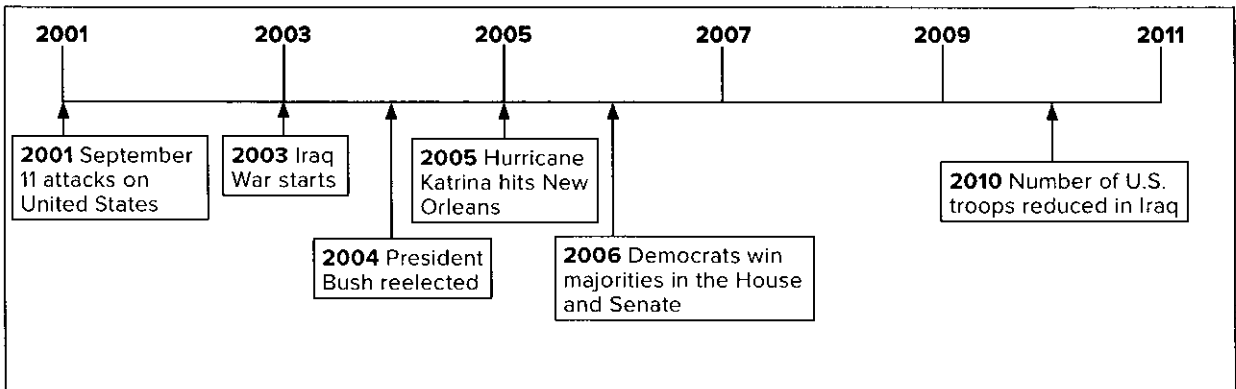 2001 2003 2005 2007 2009 2011
2001 September
11 attacks on
United States
2003 Iraq
War starts
2004 President
Bush reelected
2005 Hurricane
Katrina hits New
Orleans
2006 Democrats win
majorities in the House
and Senate
2010 Number of U.S.
troops reduced in Iraq